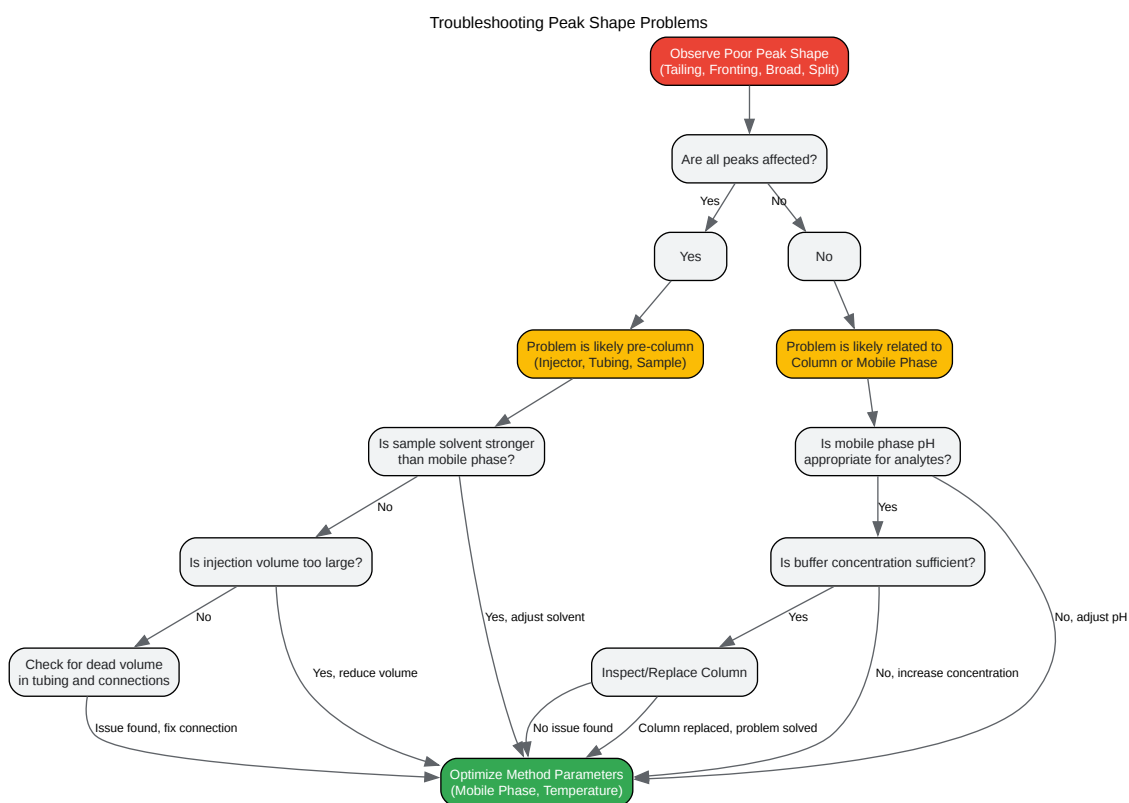 Troubleshooting Peak Shape Problems
Observe Poor Peak Shape
(Tailing, Fronting, Broad, Split)
Are all peaks affected?
Yes
No
Yes
No
Problem is likely pre-column
(Injector, Tubing, Sample)
Problem is likely related to
Column or Mobile Phase
Is sample solvent stronger
than mobile phase?
Is mobile phase pH
appropriate for analytes?
No
Yes
Is injection volume too large?
Is buffer concentration sufficient?
No
Yes, adjust solvent
Yes
No, adjust pH
Check for dead volume
in tubing and connections
Yes, reduce volume
Inspect/Replace Column
No, increase concentration
Issue found, fix connection
No issue found
Column replaced, problem solved
Optimize Method Parameters
(Mobile Phase, Temperature)